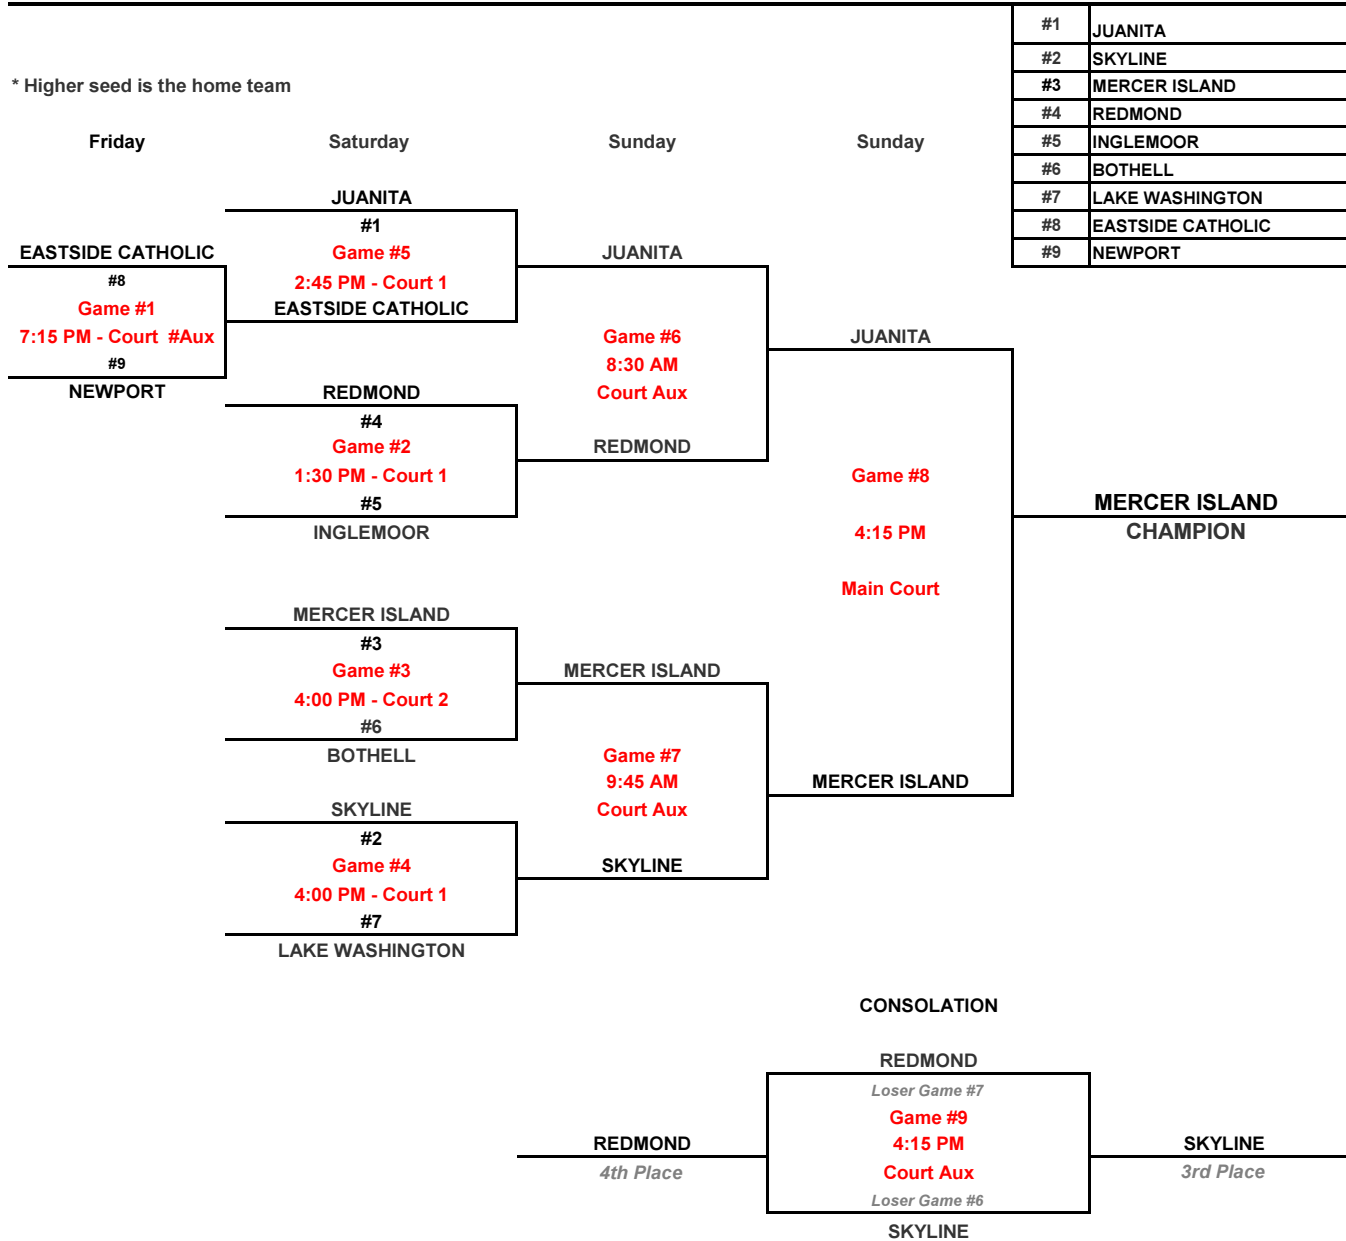 #1 JUANITA
#2 SKYLINE
* Higher seed is the home team
#3 MERCER ISLAND
#4 REDMOND
Friday Saturday Sunday Sunday
#5 INGLEMOOR
#6 BOTHELL
#7 LAKE WASHINGTON
#8 EASTSIDE CATHOLIC
#9 NEWPORT
JUANITA
#1
Game #5
2:45 PM - Court 1
EASTSIDE CATHOLIC
EASTSIDE CATHOLIC
#8
Game #1
7:15 PM - Court  #Aux
#9
NEWPORT
REDMOND
#4
Game #2
1:30 PM - Court 1
#5
INGLEMOOR
JUANITA
Game #6
8:30 AM
Court Aux
REDMOND
JUANITA
Game #8
4:15 PM
Main Court
MERCER ISLAND
CHAMPION
MERCER ISLAND
#3
Game #3
4:00 PM - Court 2
#6
BOTHELL
MERCER ISLAND
Game #7
9:45 AM
Court Aux
SKYLINE
MERCER ISLAND
SKYLINE
#2
Game #4
4:00 PM - Court 1
#7
LAKE WASHINGTON
CONSOLATION
REDMOND
Loser Game #7
Game #9
4:15 PM
Court Aux
Loser Game #6
SKYLINE
REDMOND
4th Place
SKYLINE
3rd Place